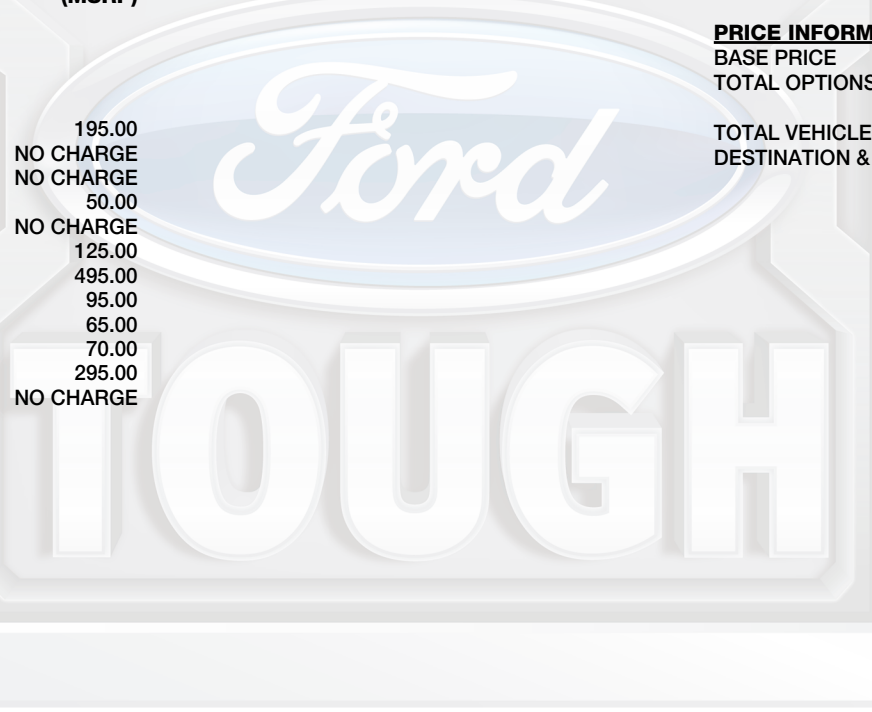 (MSRP)
195.00
NO CHARGE
NO CHARGE
50.00
NO CHARGE
125.00
495.00
95.00
65.00
70.00
295.00
NO CHARGE
PRICE INFORM
BASE PRICE
TOTAL OPTIONS
TOTAL VEHICLE
DESTINATION &
Ford
TOUGH